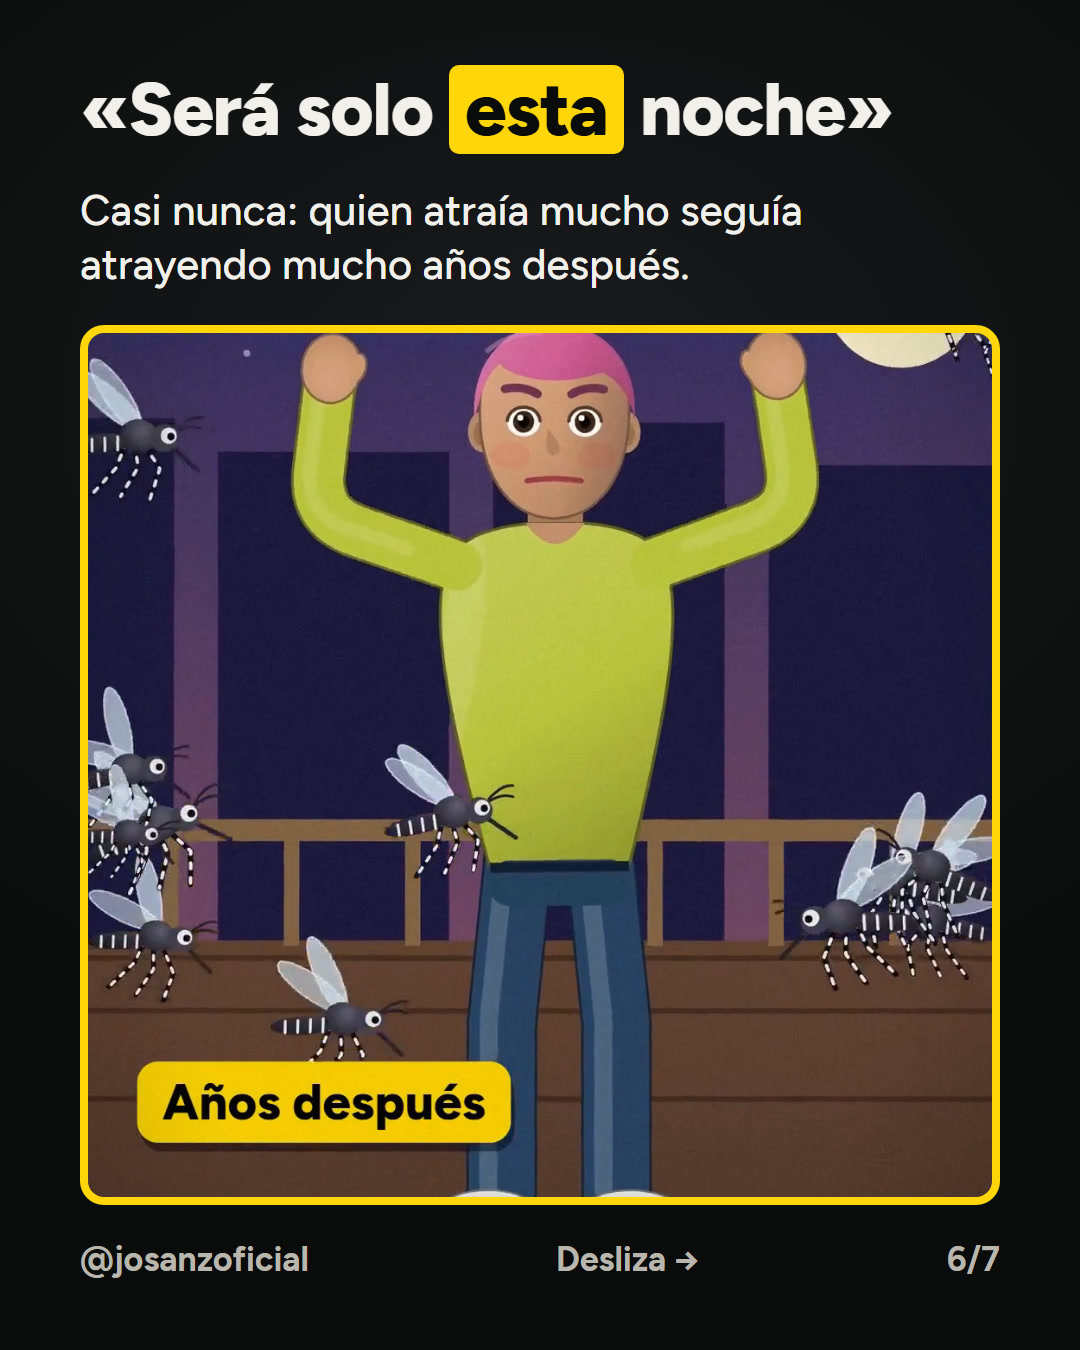 «Será solo esta noche»
Casi nunca: quien atraía mucho seguía
atrayendo mucho años después.
Años después
@josanzoficial
Desliza →
6/7